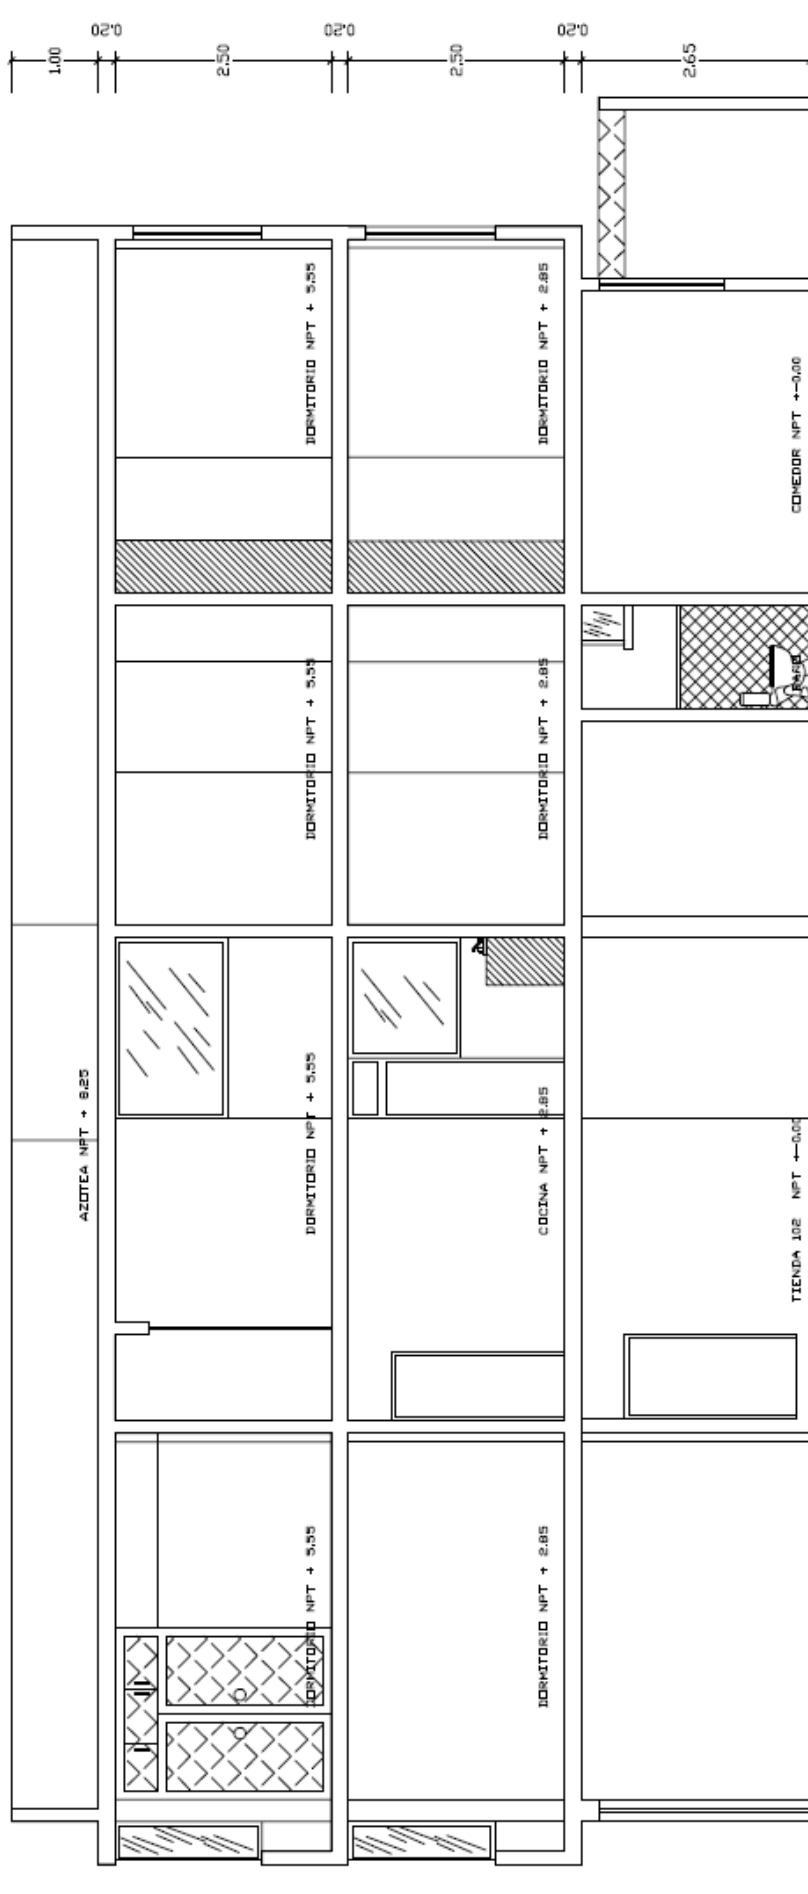 1.00
AZOTEA NPT + 8.25
0.20
DORMITORIO NPT + 5.55
DORMITORIO NPT + 5.55
DORMITORIO NPT + 5.55
DORMITORIO NPT + 5.55
2.50
0.20
DORMITORIO NPT + 2.85
COCINA NPT + 2.85
DORMITORIO NPT + 2.85
DORMITORIO NPT + 2.85
2.50
0.20
TIENDA 102 NPT +-0.00
BAÑO
COMEDOR NPT +-0.00
2.65